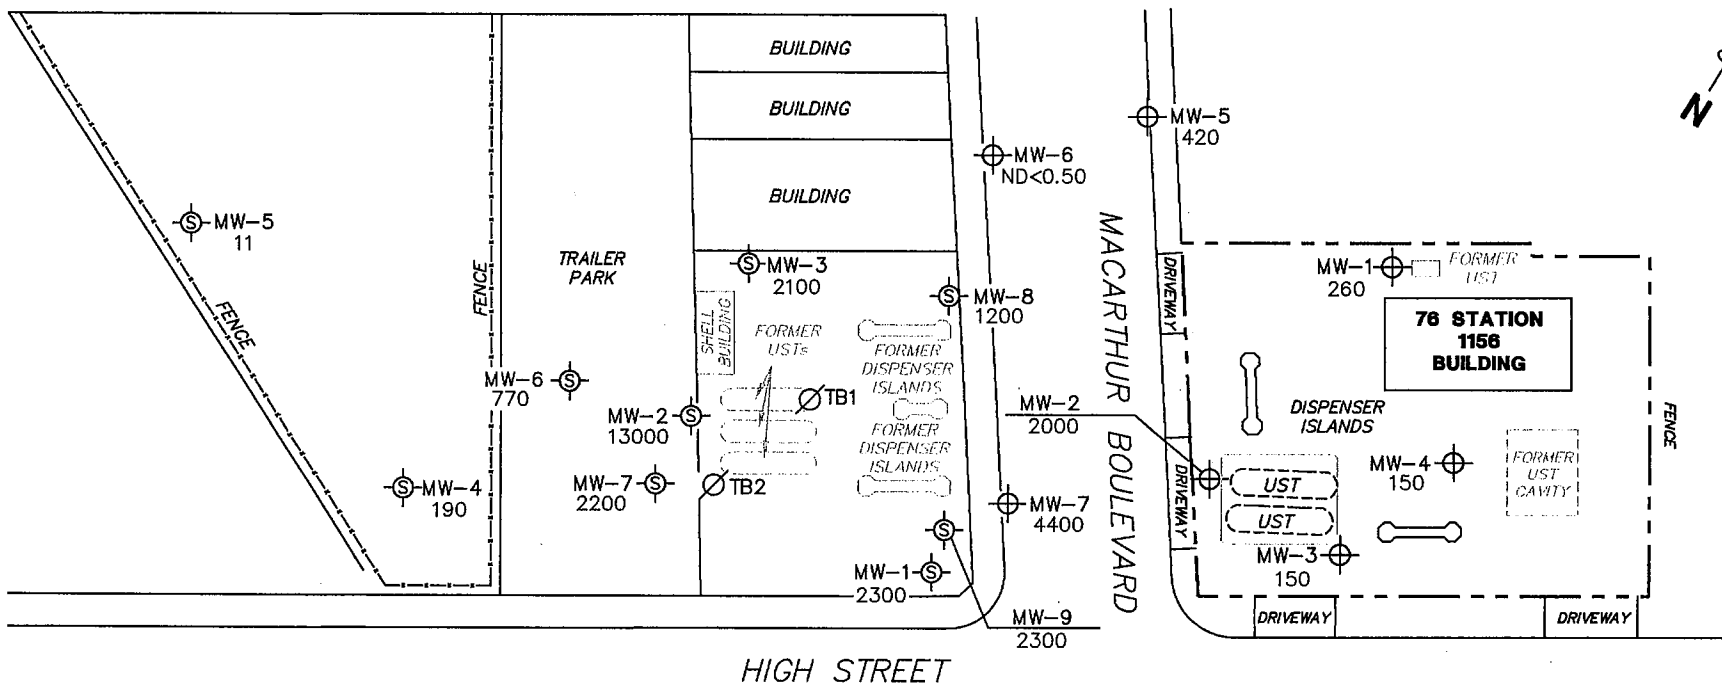 BUILDING
BUILDING
BUILDING
N
MW-5
420
MW-6
ND<0.50
MW-5
11
TRAILER
PARK
FENCE
FENCE
MW-3
2100
MW-8
1200
SHELL
BUILDING
FORMER
USTs
FORMER
DISPENSER
ISLANDS
FORMER
DISPENSER
ISLANDS
TB1
TB2
MW-6
770
MW-2
13000
MW-7
2200
MW-4
190
MW-1
2300
MW-9
2300
MW-7
4400
MW-2
2000
MACARTHUR BOULEVARD
DRIVEWAY
DRIVEWAY
MW-1
260
FORMER
UST
76 STATION
1156
BUILDING
DISPENSER
ISLANDS
FENCE
MW-4
150
FORMER
UST
CAVITY
UST
UST
MW-3
150
DRIVEWAY
DRIVEWAY
HIGH STREET